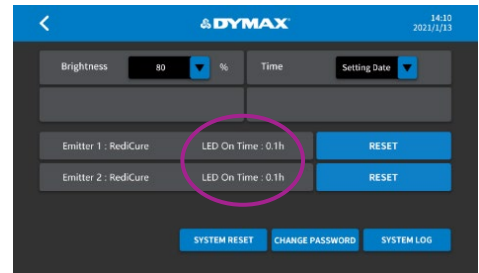 DYMAX
14:10
2021/1/13
Brightness 80 % Time Setting Date
Emitter 1 : RediCure LED On Time : 0.1h RESET
Emitter 2 : RediCure LED On Time : 0.1h RESET
SYSTEM RESET CHANGE PASSWORD SYSTEM LOG